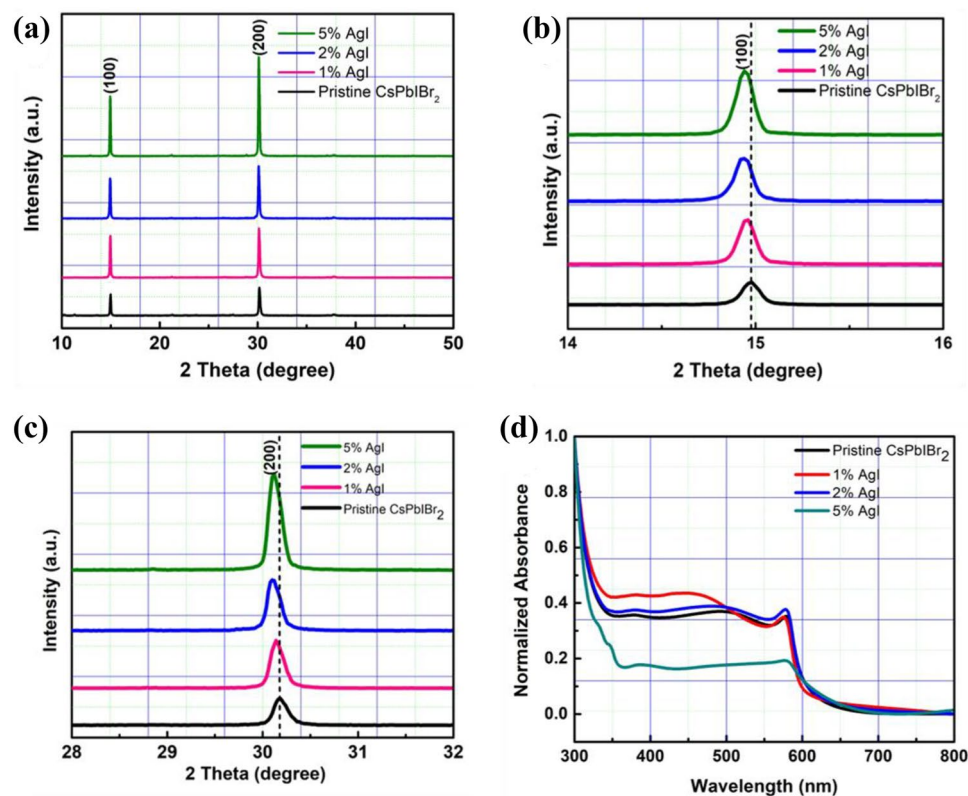 (a)
5% AgI
2% AgI
1% AgI
Pristine CsPbIBr2
(100)
(200)
Intensity (a.u.)
10 20 30 40 50
2 Theta (degree)
(b)
5% AgI
2% AgI
1% AgI
Pristine CsPbIBr2
(100)
Intensity (a.u.)
14 15 16
2 Theta (degree)
(c)
5% AgI
2% AgI
1% AgI
Pristine CsPbIBr2
(200)
Intensity (a.u.)
28 29 30 31 32
2 Theta (degree)
(d)
Pristine CsPbIBr2
1% AgI
2% AgI
5% AgI
Normalized Absorbance
1.0
0.8
0.6
0.4
0.2
0.0
300 400 500 600 700 800
Wavelength (nm)